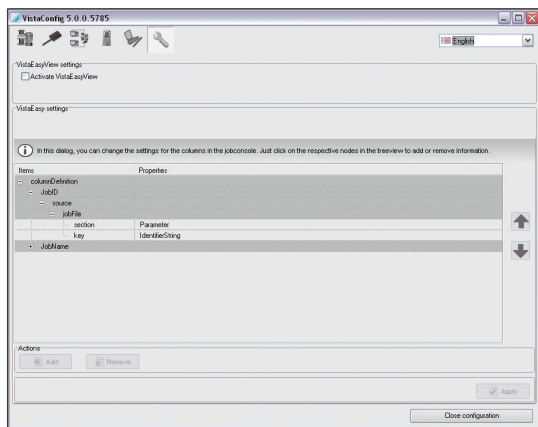 VistaConfig 5.0.0.5785
English
VistaEasyView settings
Activate VistaEasyView
VistaEasy settings
In this dialog, you can change the settings for the columns in the jobconsole. Just click on the respective nodes in the treeview to add or remove information.
Items Properties
columnDefinition
JobID
source
jobFile
section Parameter
key IdentifierString
JobName
Actions
Add Remove
Apply
Close configuration